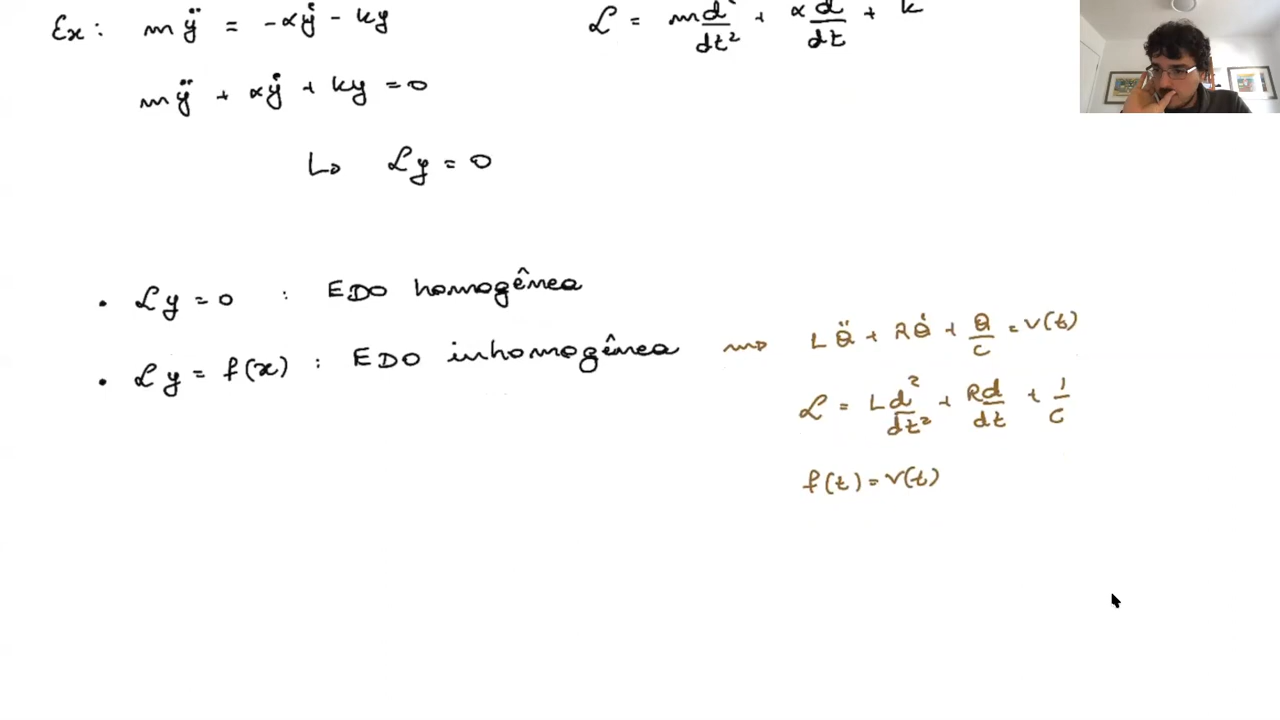 Ex: mÿ = -αẏ - ky
ℒ = m d²/dt² + α d/dt + k
mÿ + αẏ + ky = 0
↳ ℒy = 0
• ℒy = 0 : EDO homogênea
• ℒy = f(x) : EDO inhomogênea ⟿ LQ̈ + RQ̇ + Q/C = V(t)
ℒ = L d²/dt² + R d/dt + 1/C
f(t) = V(t)